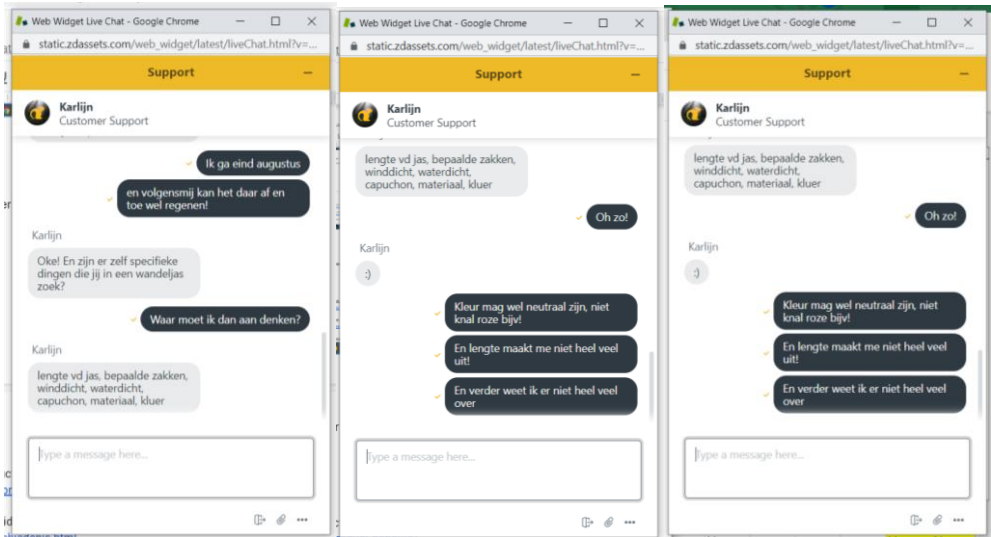 Web Widget Live Chat - Google Chrome
static.zdassets.com/web_widget/latest/liveChat.html?v=...
Support
Karlijn
Customer Support
Ik ga eind augustus
en volgensmij kan het daar af en
toe wel regenen!
Karlijn
Oke! En zijn er zelf specifieke
dingen die jij in een wandeljas
zoek?
Waar moet ik dan aan denken?
Karlijn
lengte vd jas, bepaalde zakken,
winddicht, waterdicht,
capuchon, materiaal, kluer
Type a message here...
Web Widget Live Chat - Google Chrome
static.zdassets.com/web_widget/latest/liveChat.html?v=...
Support
Karlijn
Customer Support
lengte vd jas, bepaalde zakken,
winddicht, waterdicht,
capuchon, materiaal, kluer
Oh zo!
Karlijn
:)
Kleur mag wel neutraal zijn, niet
knal roze bijv!
En lengte maakt me niet heel veel
uit!
En verder weet ik er niet heel veel
over
Type a message here...
Web Widget Live Chat - Google Chrome
static.zdassets.com/web_widget/latest/liveChat.html?v=...
Support
Karlijn
Customer Support
lengte vd jas, bepaalde zakken,
winddicht, waterdicht,
capuchon, materiaal, kluer
Oh zo!
Karlijn
:)
Kleur mag wel neutraal zijn, niet
knal roze bijv!
En lengte maakt me niet heel veel
uit!
En verder weet ik er niet heel veel
over
Type a message here...